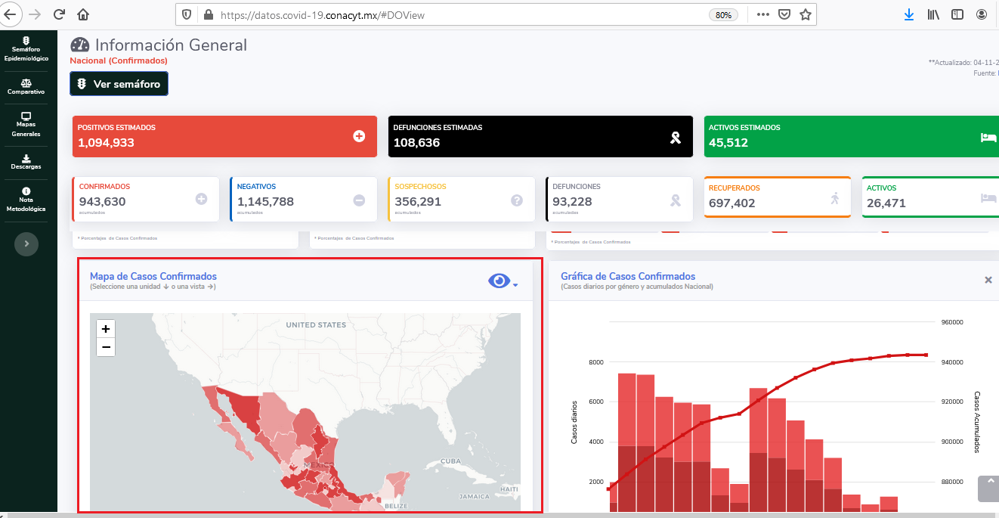 https://datos.covid-19.conacyt.mx/#DOView
80%
Semáforo
Epidemiológico
Comparativo
Mapas
Generales
Descargas
Nota
Metodológica
Información General
Nacional (Confirmados)
Ver semáforo
**Actualizado: 04-11-2
Fuente:
POSITIVOS ESTIMADOS
1,094,933
DEFUNCIONES ESTIMADAS
108,636
ACTIVOS ESTIMADOS
45,512
CONFIRMADOS
943,630
acumulados
NEGATIVOS
1,145,788
acumulados
SOSPECHOSOS
356,291
acumulados
DEFUNCIONES
93,228
acumuladas
RECUPERADOS
697,402
ACTIVOS
26,471
* Porcentajes de Casos Confirmados
* Porcentajes de Casos Confirmados
* Porcentajes de Casos Confirmados
Mapa de Casos Confirmados
(Seleccione una unidad ↓ o una vista →)
+
−
UNITED STATES
MEXICO
CUBA
HAITI
JAMAICA
BELIZE
Gráfica de Casos Confirmados
(Casos diarios por género y acumulados Nacional)
Casos diarios
8000
6000
4000
2000
960000
940000
920000
900000
880000
Casos Acumulados